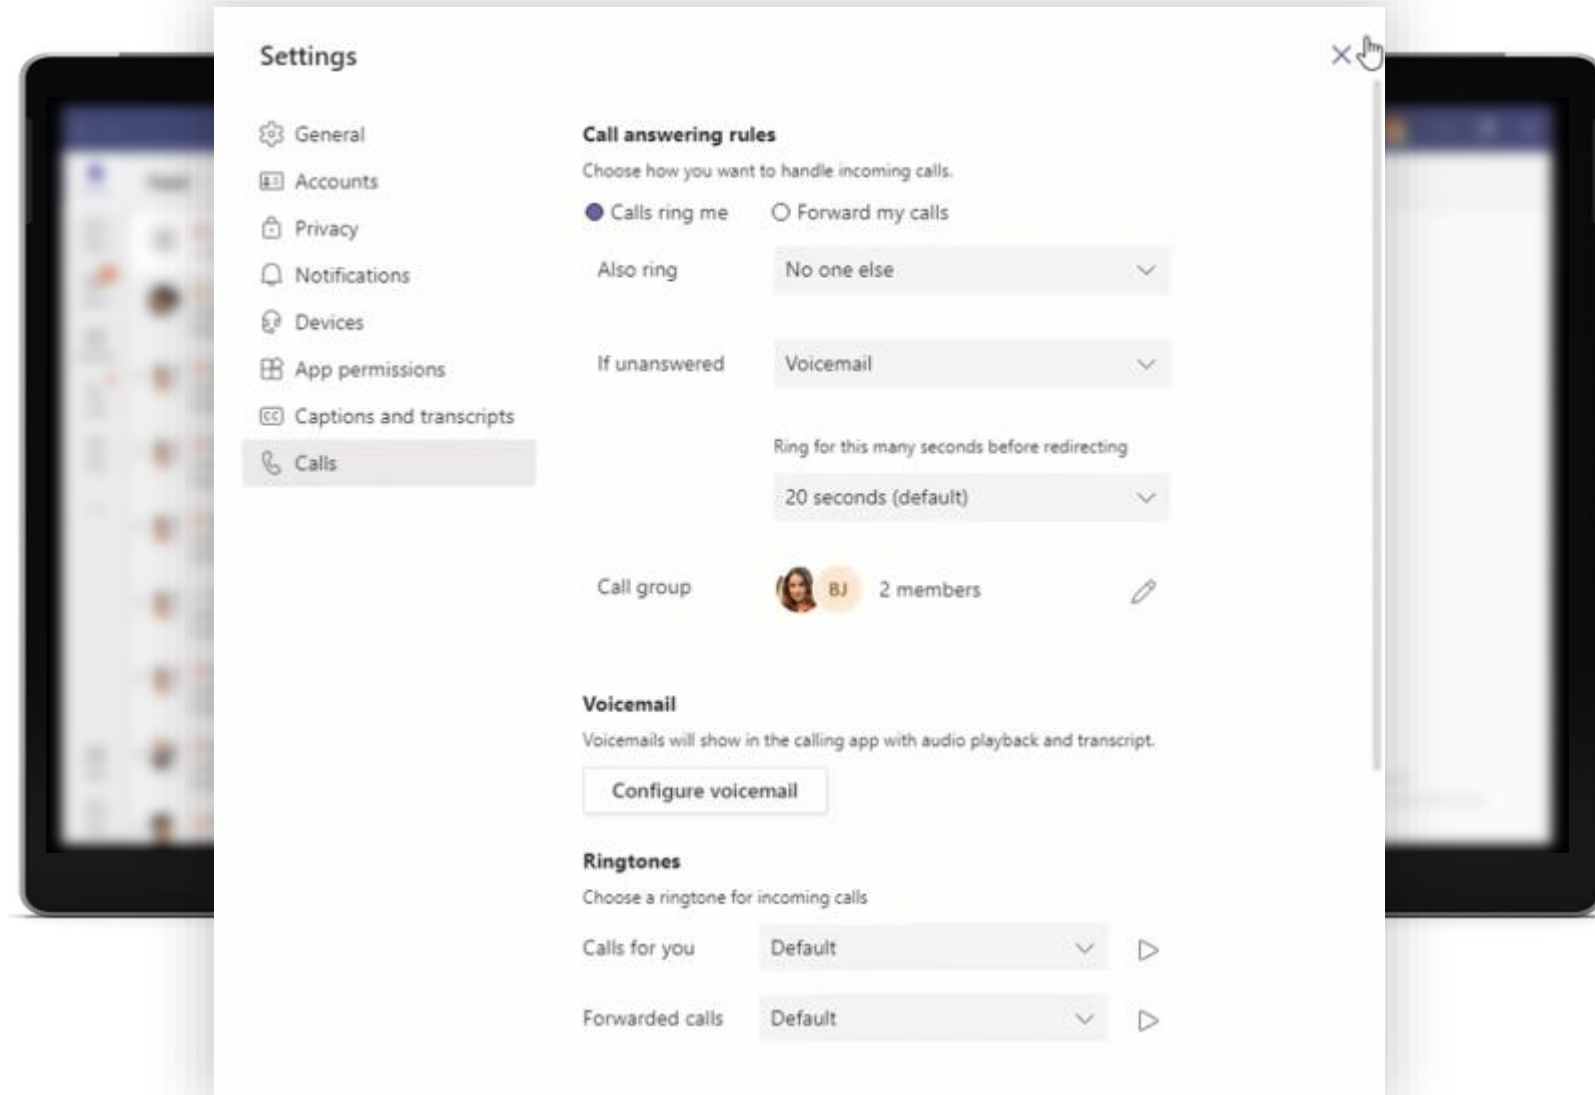 Settings
General
Accounts
Privacy
Notifications
Devices
App permissions
CC Captions and transcripts
Calls
Call answering rules
Choose how you want to handle incoming calls.
Calls ring me Forward my calls
Also ring No one else
If unanswered Voicemail
Ring for this many seconds before redirecting
20 seconds (default)
Call group BJ 2 members
Voicemail
Voicemails will show in the calling app with audio playback and transcript.
Configure voicemail
Ringtones
Choose a ringtone for incoming calls
Calls for you Default
Forwarded calls Default